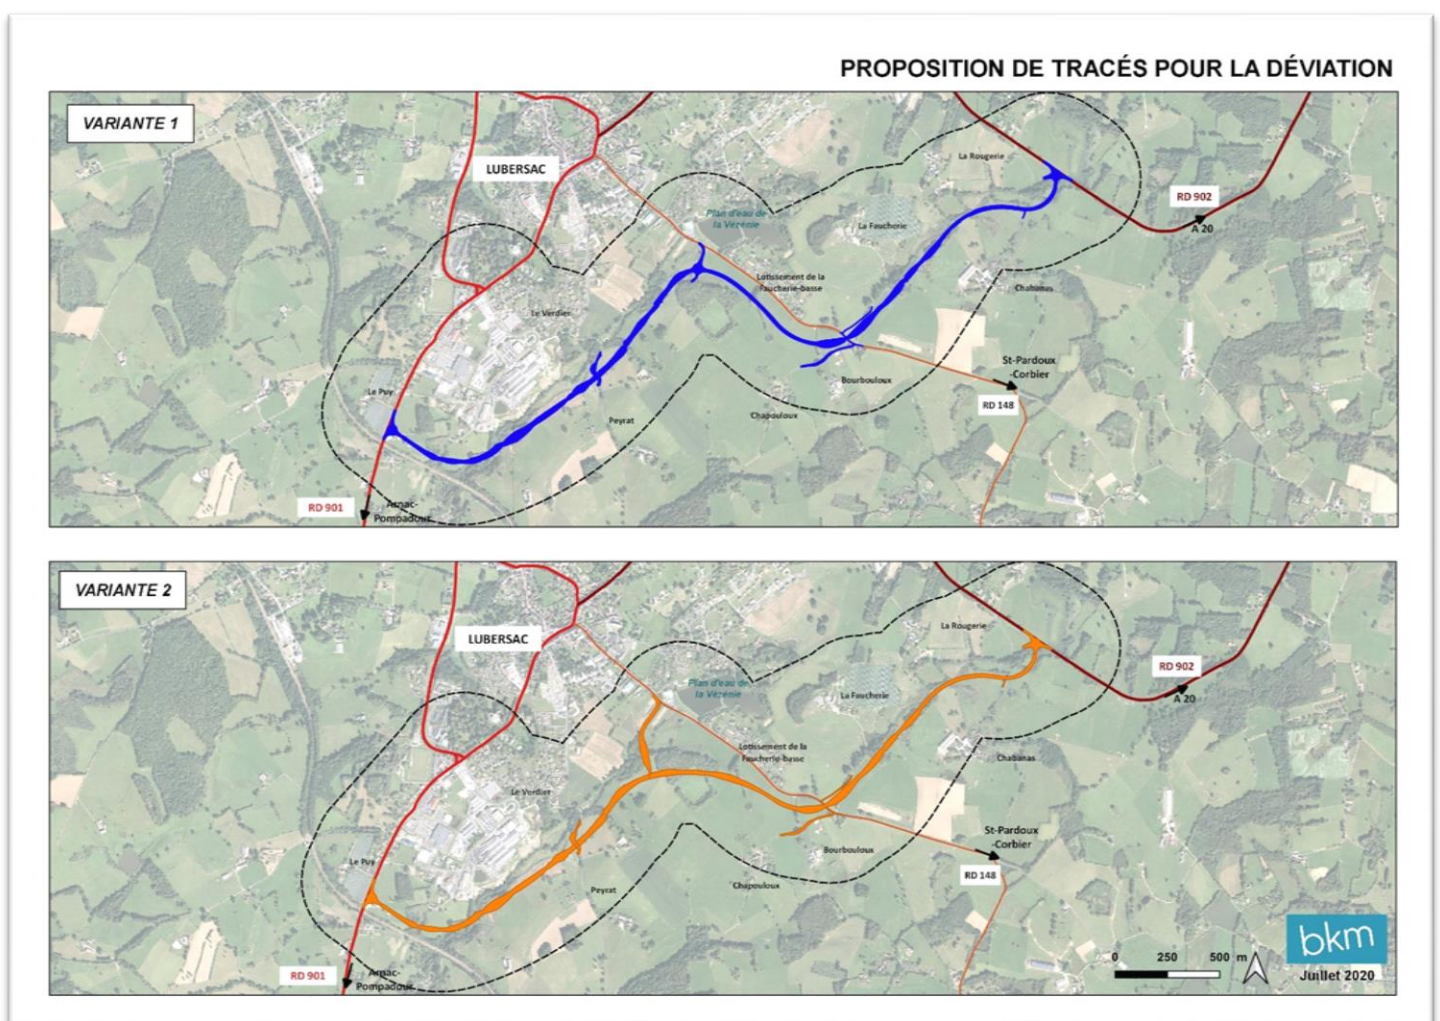 PROPOSITION DE TRACÉS POUR LA DÉVIATION
VARIANTE 1
LUBERSAC
La Rougerie
RD 902
A 20
Plan d'eau de
la Vézénie
La Faucherie
Lotissement de la
Faucherie-basse
Chabanas
Le Verdier
St-Pardoux
-Corbier
Le Puy
Bourbouloux
RD 148
Peyrat
Chapouloux
RD 901
Arnac-
Pompadour
VARIANTE 2
LUBERSAC
La Rougerie
RD 902
A 20
Plan d'eau de
la Vézénie
La Faucherie
Lotissement de la
Faucherie-basse
Chabanas
Le Verdier
St-Pardoux
-Corbier
Le Puy
Bourbouloux
RD 148
Peyrat
Chapouloux
RD 901
Arnac-
Pompadour
0 250 500 m
bkm
Juillet 2020